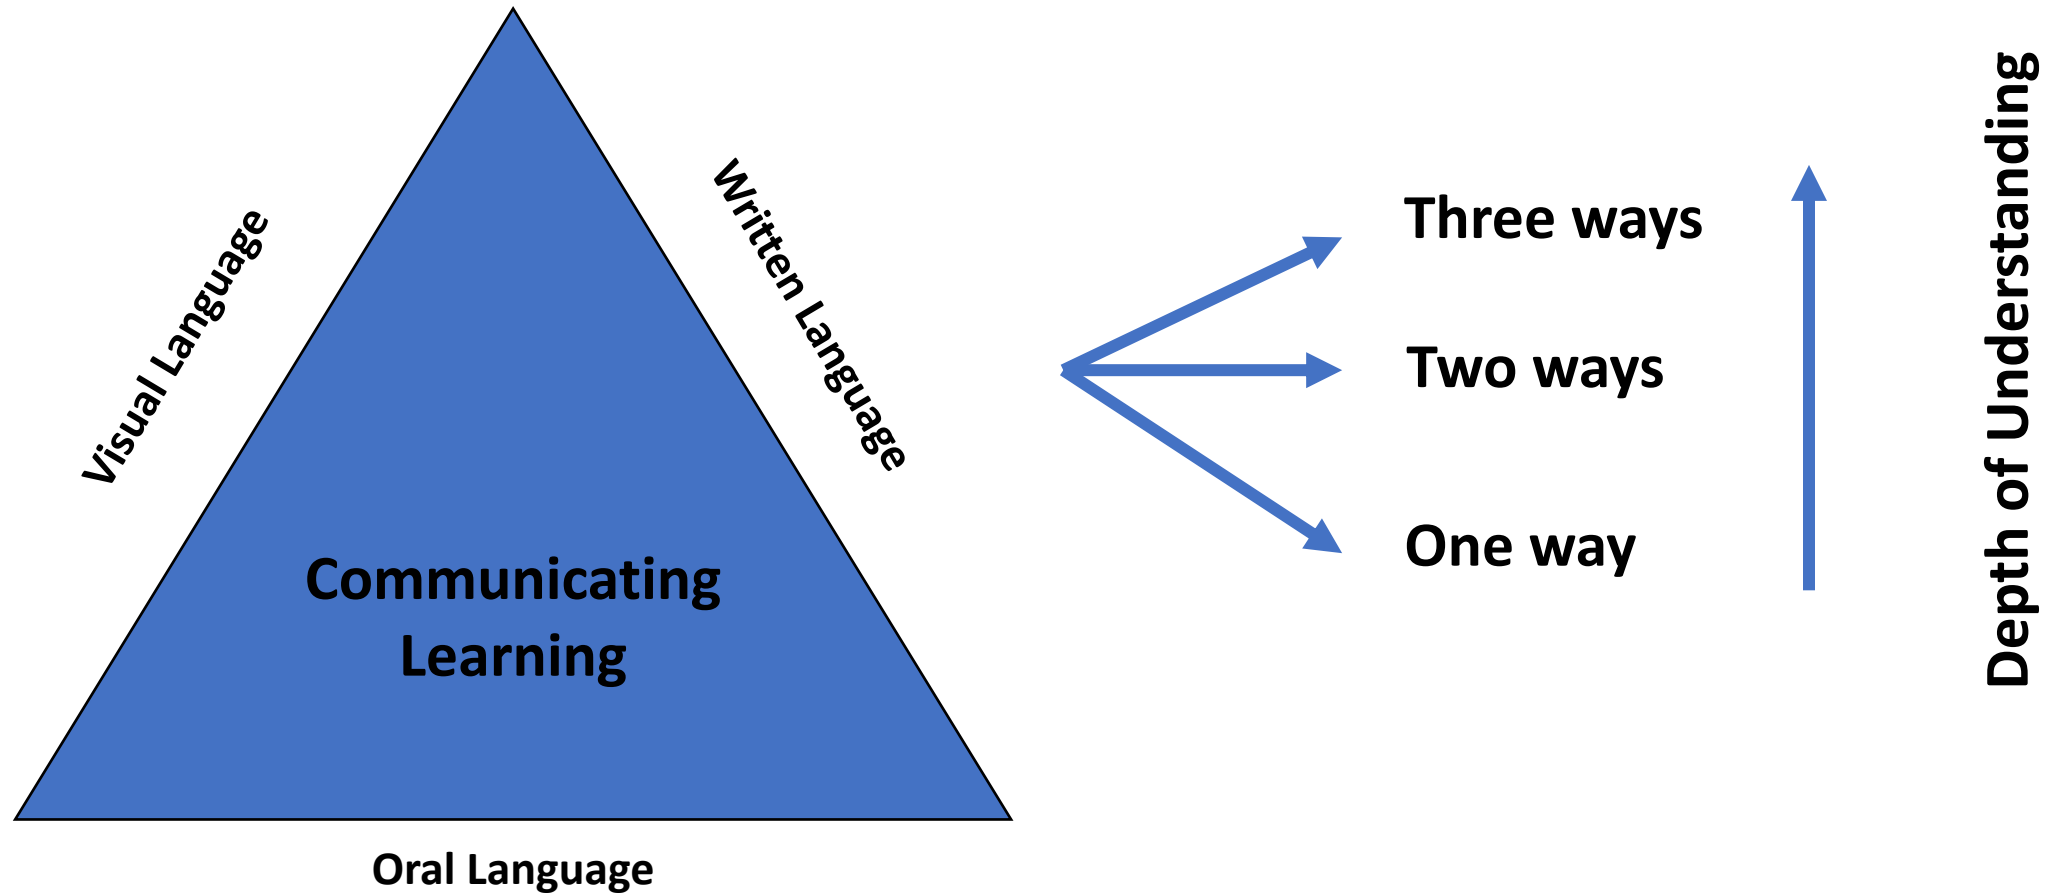 Visual Language
Written Language
Communicating
Learning
Oral Language
Three ways
Two ways
One way
Depth of Understanding